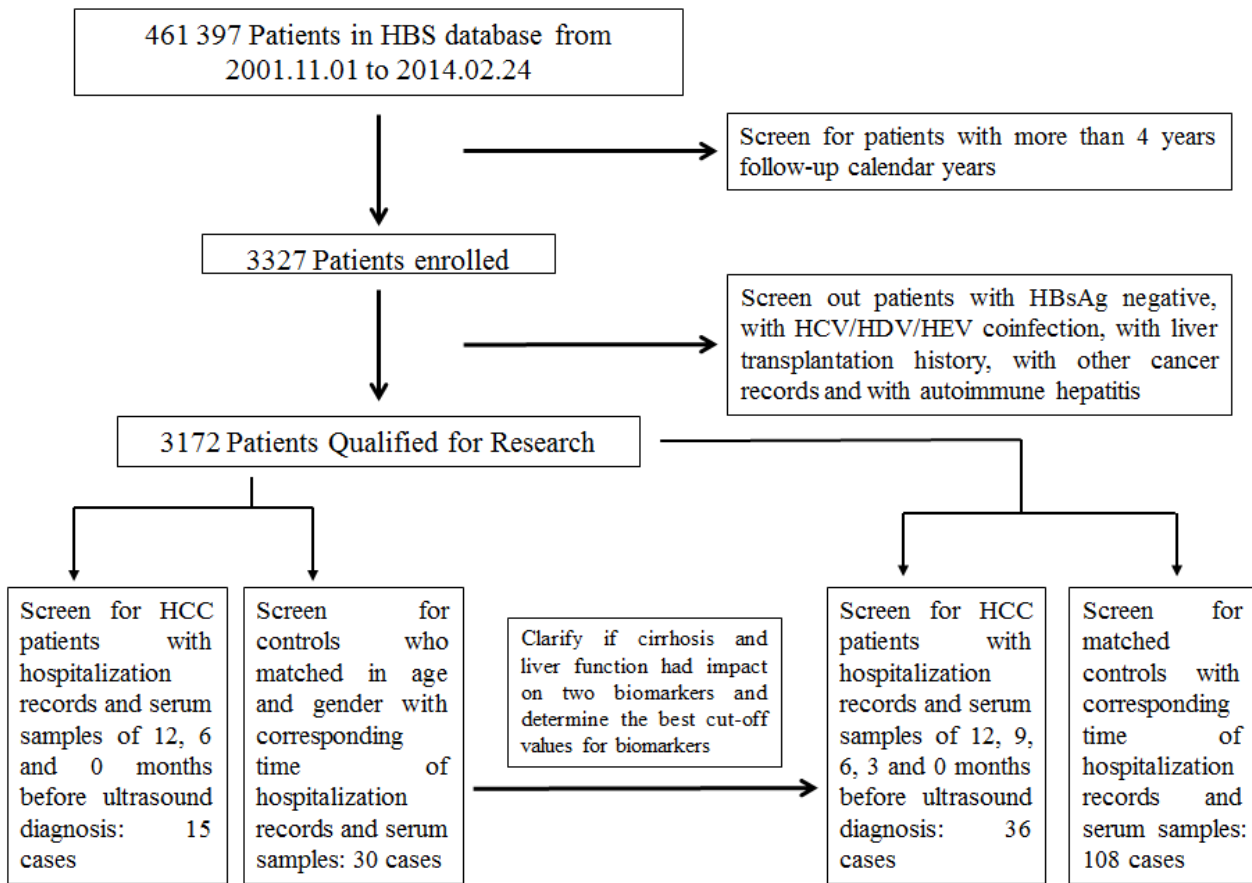 461 397 Patients in HBS database from
2001.11.01 to 2014.02.24
Screen for patients with more than 4 years
follow-up calendar years
3327 Patients enrolled
Screen out patients with HBsAg negative,
with HCV/HDV/HEV coinfection, with liver
transplantation history, with other cancer
records and with autoimmune hepatitis
3172 Patients Qualified for Research
Screen for HCC
patients with
hospitalization
records and serum
samples of 12, 6
and 0 months
before ultrasound
diagnosis: 15
cases
Screen for
controls who
matched in age
and gender with
corresponding
time of
hospitalization
records and serum
samples: 30 cases
Clarify if cirrhosis and
liver function had impact
on two biomarkers and
determine the best cut-off
values for biomarkers
Screen for HCC
patients with
hospitalization
records and serum
samples of 12, 9,
6, 3 and 0 months
before ultrasound
diagnosis: 36
cases
Screen for
matched
controls with
corresponding
time of
hospitalization
records and
serum samples:
108 cases